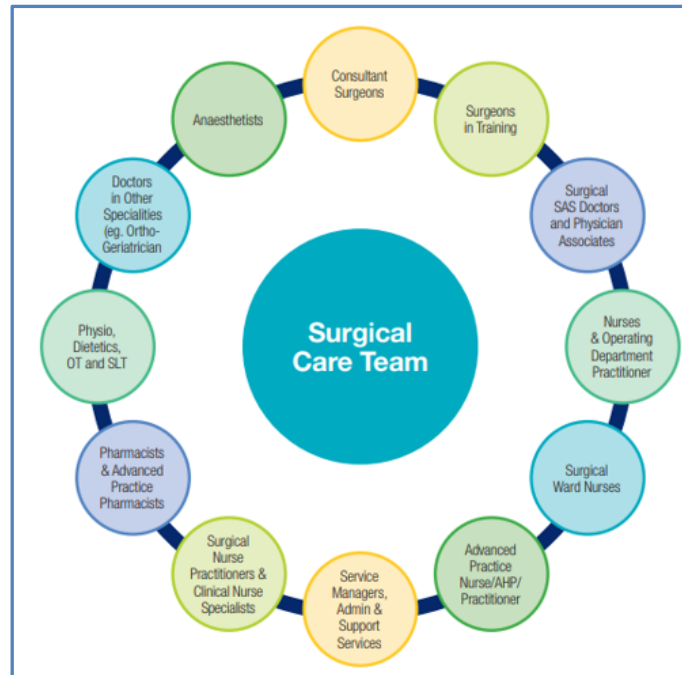 Consultant
Surgeons
Surgeons
in Training
Surgical
SAS Doctors
and Physician
Associates
Nurses
& Operating
Department
Practitioner
Surgical
Ward Nurses
Advanced
Practice
Nurse/AHP/
Practitioner
Service
Managers,
Admin &
Support
Services
Surgical
Nurse
Practitioners &
Clinical Nurse
Specialists
Pharmacists
& Advanced
Practice
Pharmacists
Physio,
Dietetics,
OT and SLT
Doctors
in Other
Specialities
(eg. Ortho-
Geriatrician
Anaesthetists
Surgical
Care Team